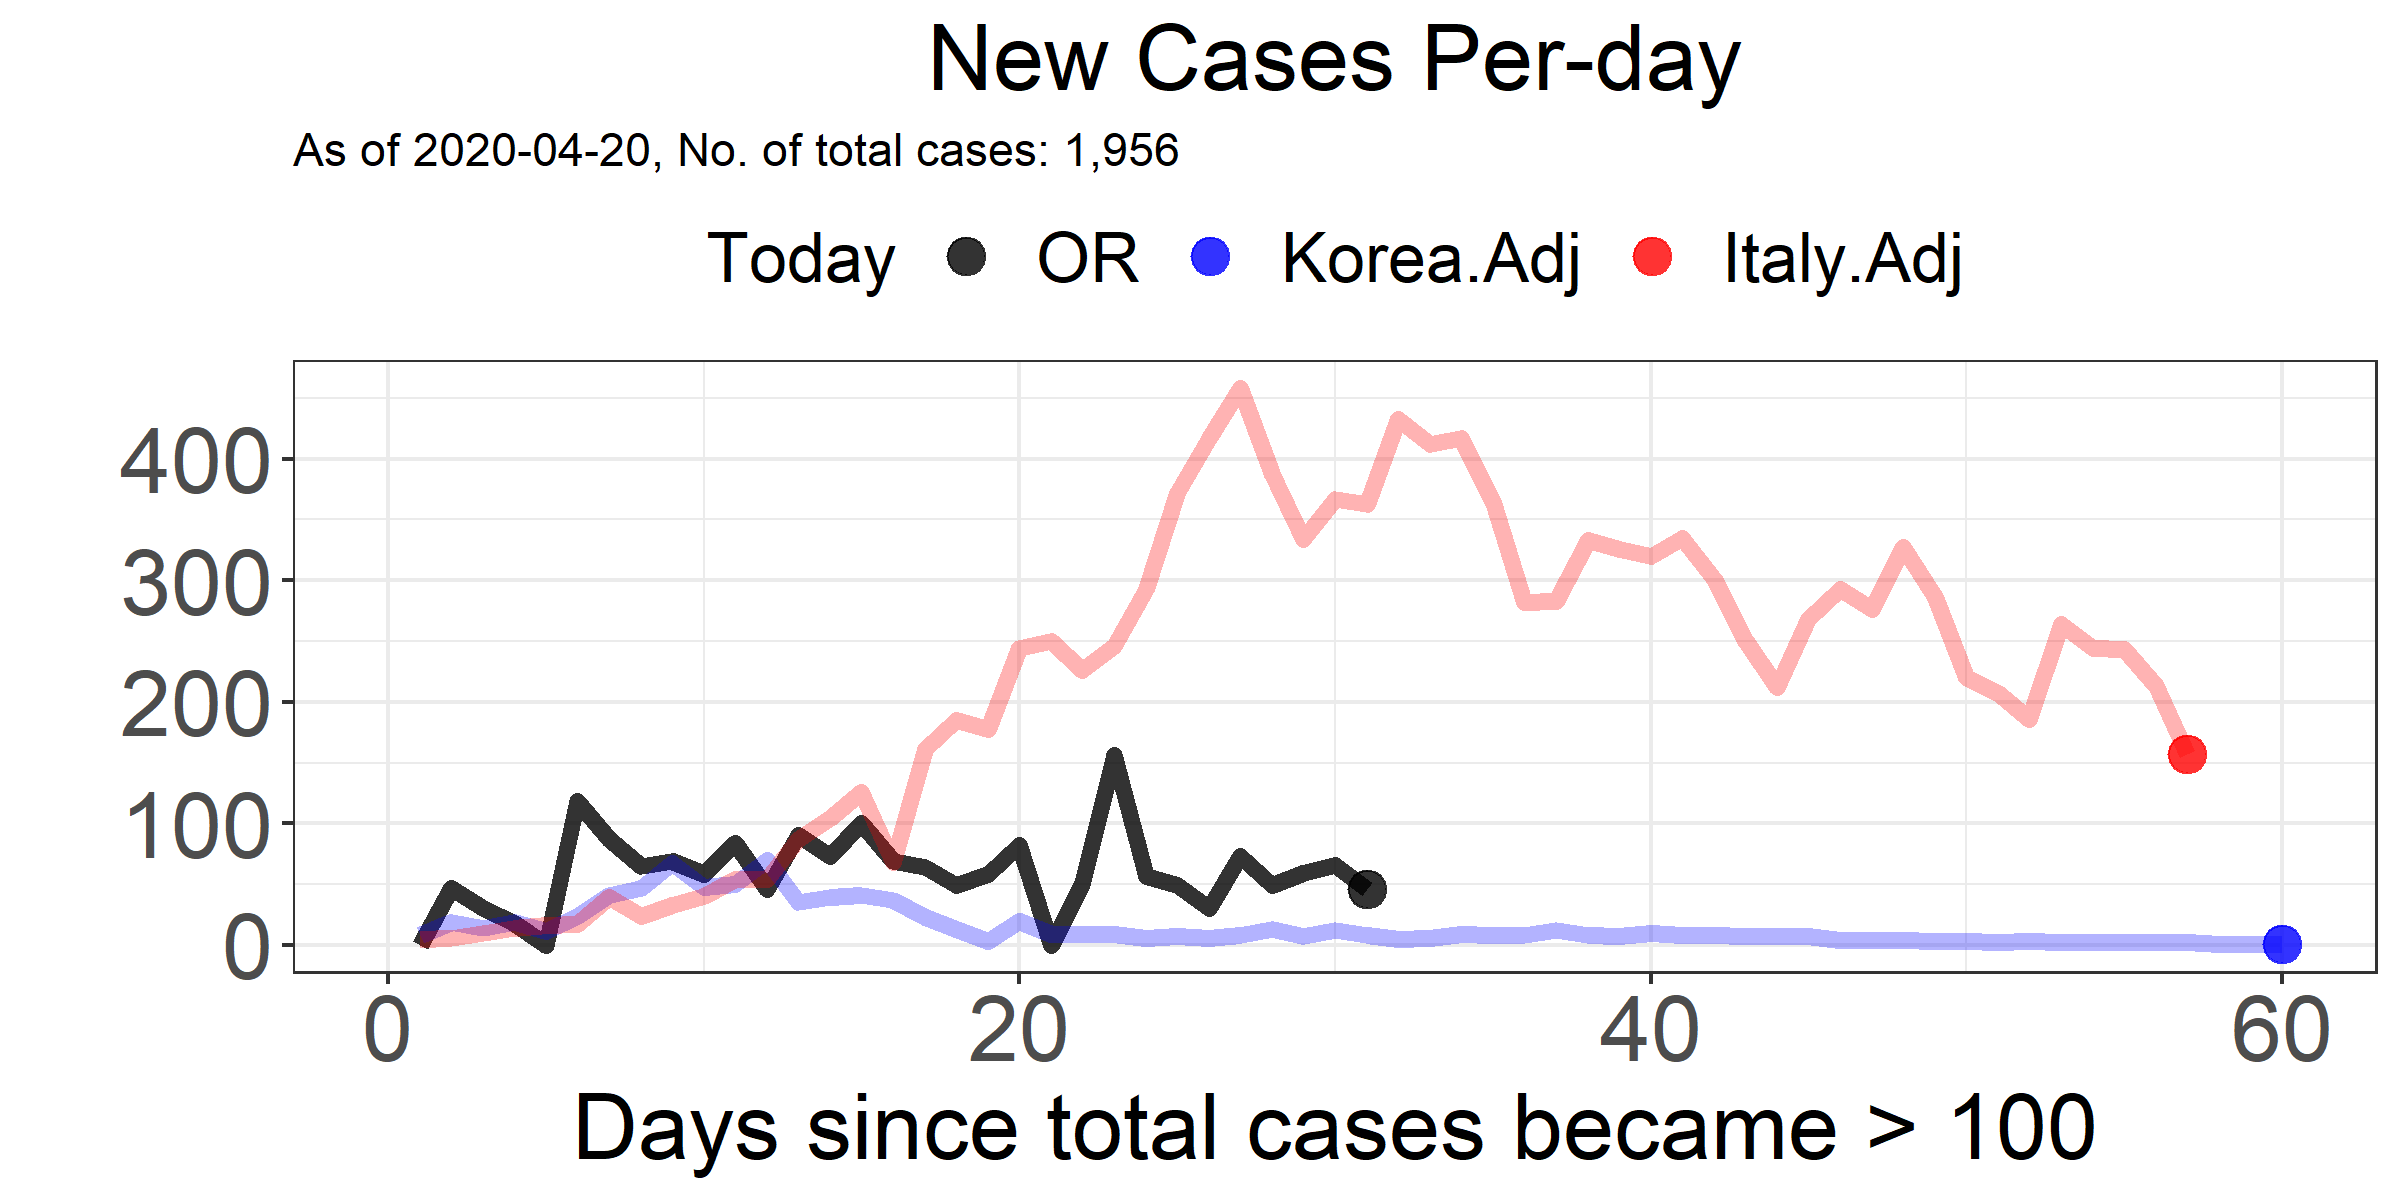 New Cases Per-day
As of 2020-04-20, No. of total cases: 1,956
Today OR Korea.Adj Italy.Adj
400
300
200
100
0
0 20 40 60
Days since total cases became > 100